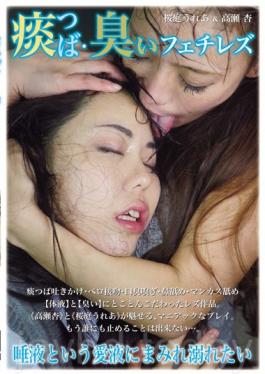 桜庭うれあ & 高瀬 杏
痰つば・臭いフェチレズ
痰つば吐きかけ・ベロ接吻・口臭嗅ぎ・鼻舐め・マンカス舐め
【体液】と【臭い】にとことんこだわったレズ作品。
《高瀬杏》と《桜庭うれあ》が魅せる、マニアックなプレイ。
もう誰にも止めることは出来ない…。
唾液という愛液にまみれ溺れたい